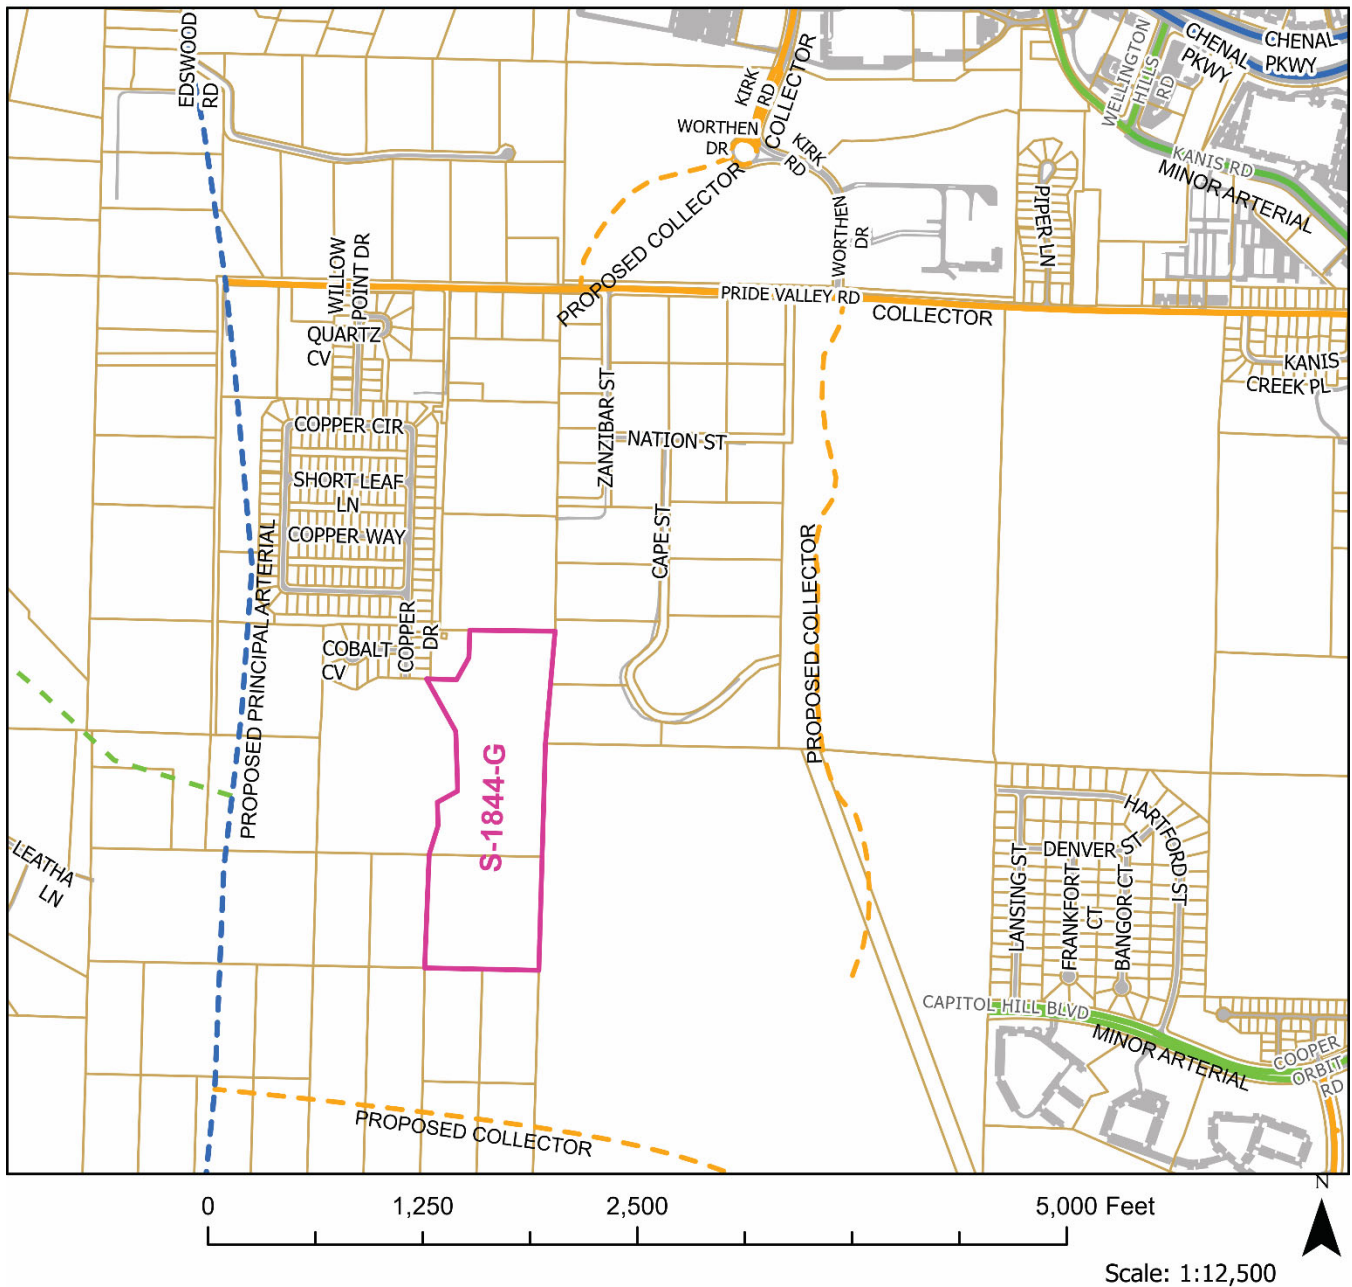 EDSWOOD
RD
KIRK
RD
COLLECTOR
WORTHEN
DR
KIRK
RD
WORTHEN
DR
PROPOSED COLLECTOR
WELLINGTON
HILLS
RD
CHENAL
PKWY
CHENAL
PKWY
KANIS RD
MINOR ARTERIAL
PIPER LN
WILLOW
POINT DR
QUARTZ
CV
PRIDE VALLEY RD
COLLECTOR
KANIS
CREEK PL
COPPER CIR
SHORT LEAF
LN
COPPER WAY
ZANZIBAR ST
NATION ST
CAPE ST
PROPOSED PRINCIPAL ARTERIAL
COPPER
DR
COBALT
CV
PROPOSED COLLECTOR
S-1844-G
LEATHA
LN
HARTFORD ST
DENVER ST
LANSING ST
FRANKFORT
CT
BANGOR CT
CAPITOL HILL BLVD
MINOR ARTERIAL
COOPER
ORBIT
RD
PROPOSED COLLECTOR
0 1,250 2,500 5,000 Feet
N
Scale: 1:12,500